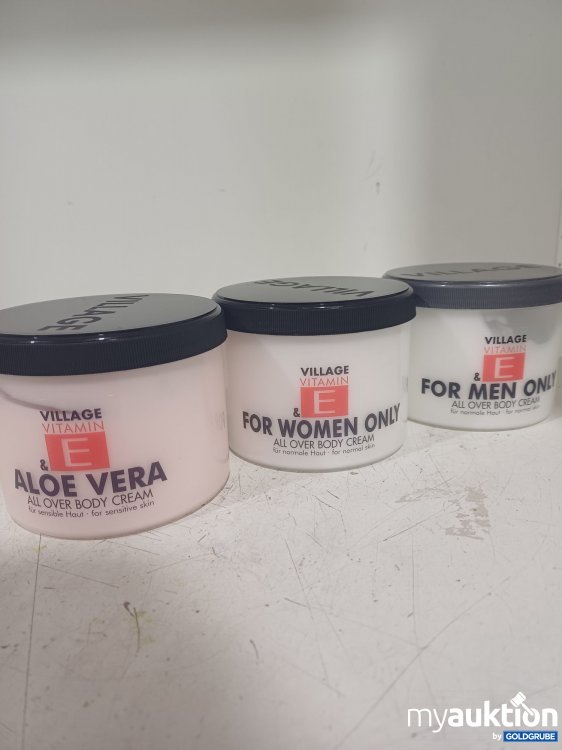 VILLAGE
VILLAGE
VITAMIN
E
& 
ALOE VERA
ALL OVER BODY CREAM
für sensible Haut · for sensitive skin
VILLAGE
VILLAGE
VITAMIN
E
&
FOR WOMEN ONLY
ALL OVER BODY CREAM
für normale Haut · for normal skin
VILLAGE
VILLAGE
VITAMIN
E
&
FOR MEN ONLY
ALL OVER BODY CREAM
für normale Haut · for normal skin
myauktion
by GOLDGRUBE